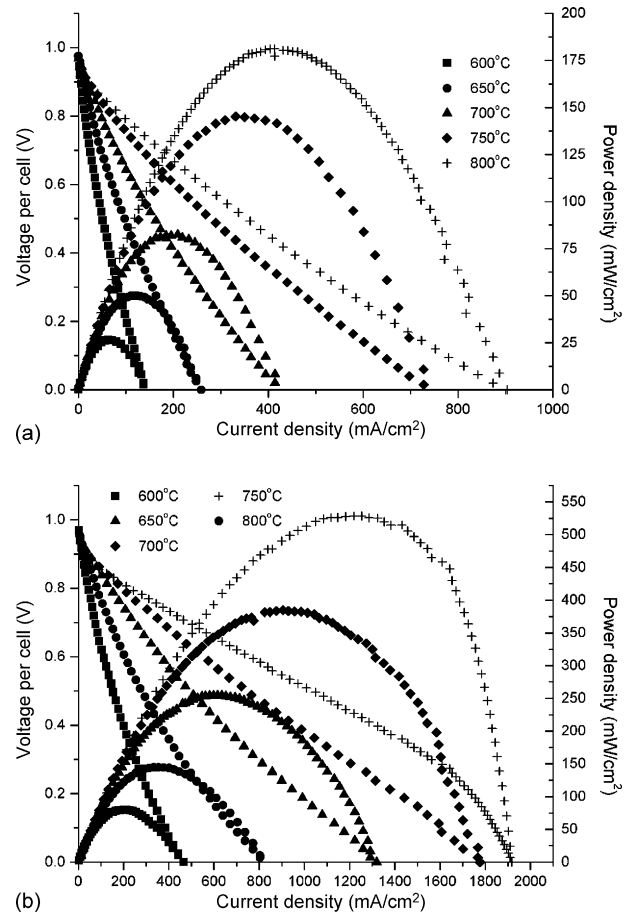 200
1.0
175
600°C
650°C
0.8
150
700°C
750°C
125
800°C
0.6
100
0.4
75
50
0.2
25
0.0
0
0 200 400 600 800 1000
Voltage per cell (V)
Power density (mW/cm²)
(a)
Current density (mA/cm²)
600°C 750°C
650°C 800°C
700°C
550
1.0
500
450
0.8
400
350
0.6
300
250
0.4
200
150
0.2
100
50
0.0
0
0 200 400 600 800 1000 1200 1400 1600 1800 2000
Voltage per cell (V)
Power density (mW/cm²)
(b)
Current density (mA/cm²)